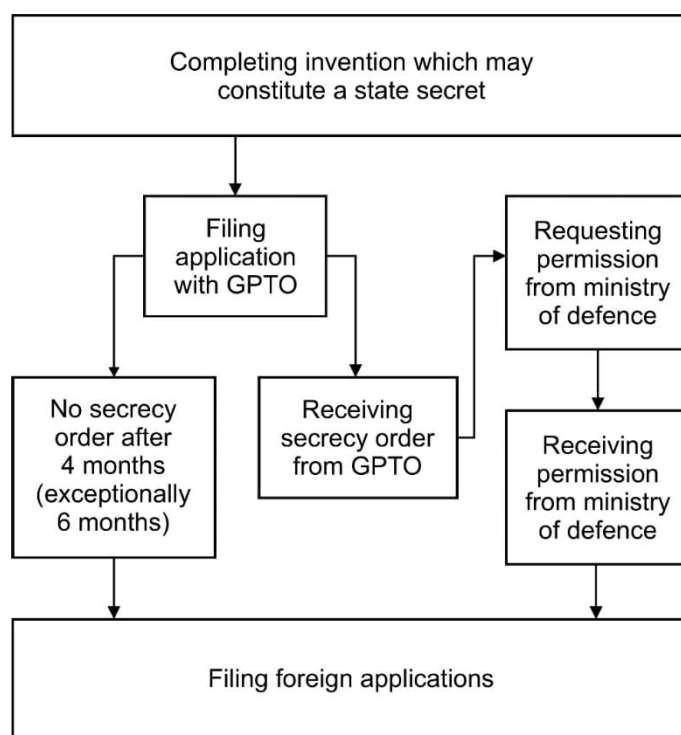 Completing invention which may
constitute a state secret
Filing
application
with GPTO
Requesting
permission
from ministry
of defence
No secrecy
order after
4 months
(exceptionally
6 months)
Receiving
secrecy order
from GPTO
Receiving
permission
from ministry
of defence
Filing foreign applications